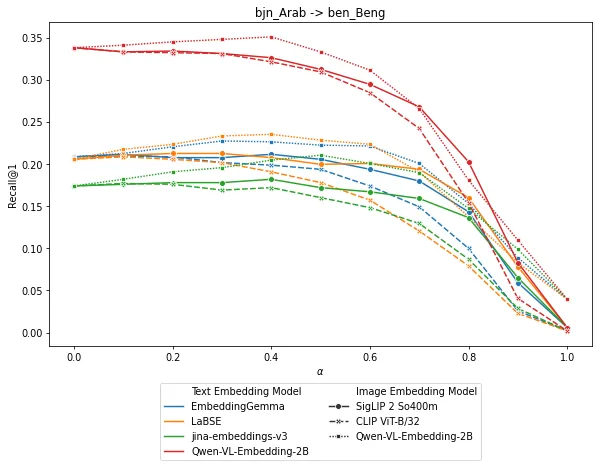 bjn_Arab -> ben_Beng
Recall@1
0.35
0.30
0.25
0.20
0.15
0.10
0.05
0.00
0.0 0.2 0.4 0.6 0.8 1.0
α
Text Embedding Model Image Embedding Model
EmbeddingGemma SigLIP 2 So400m
LaBSE CLIP ViT-B/32
jina-embeddings-v3 Qwen-VL-Embedding-2B
Qwen-VL-Embedding-2B